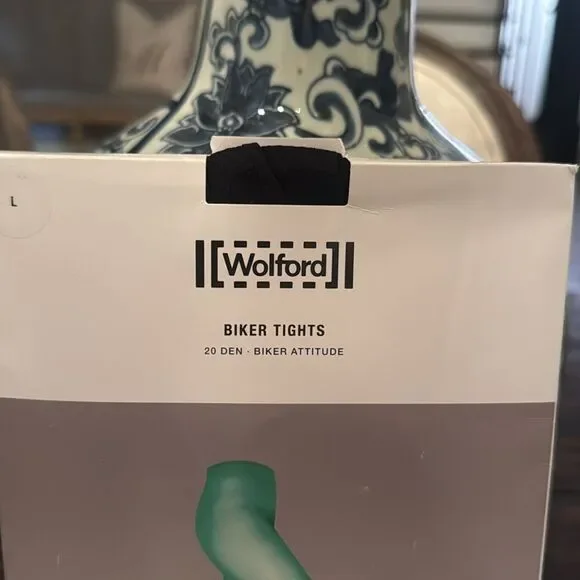 L
Wolford
BIKER TIGHTS
20 DEN · BIKER ATTITUDE